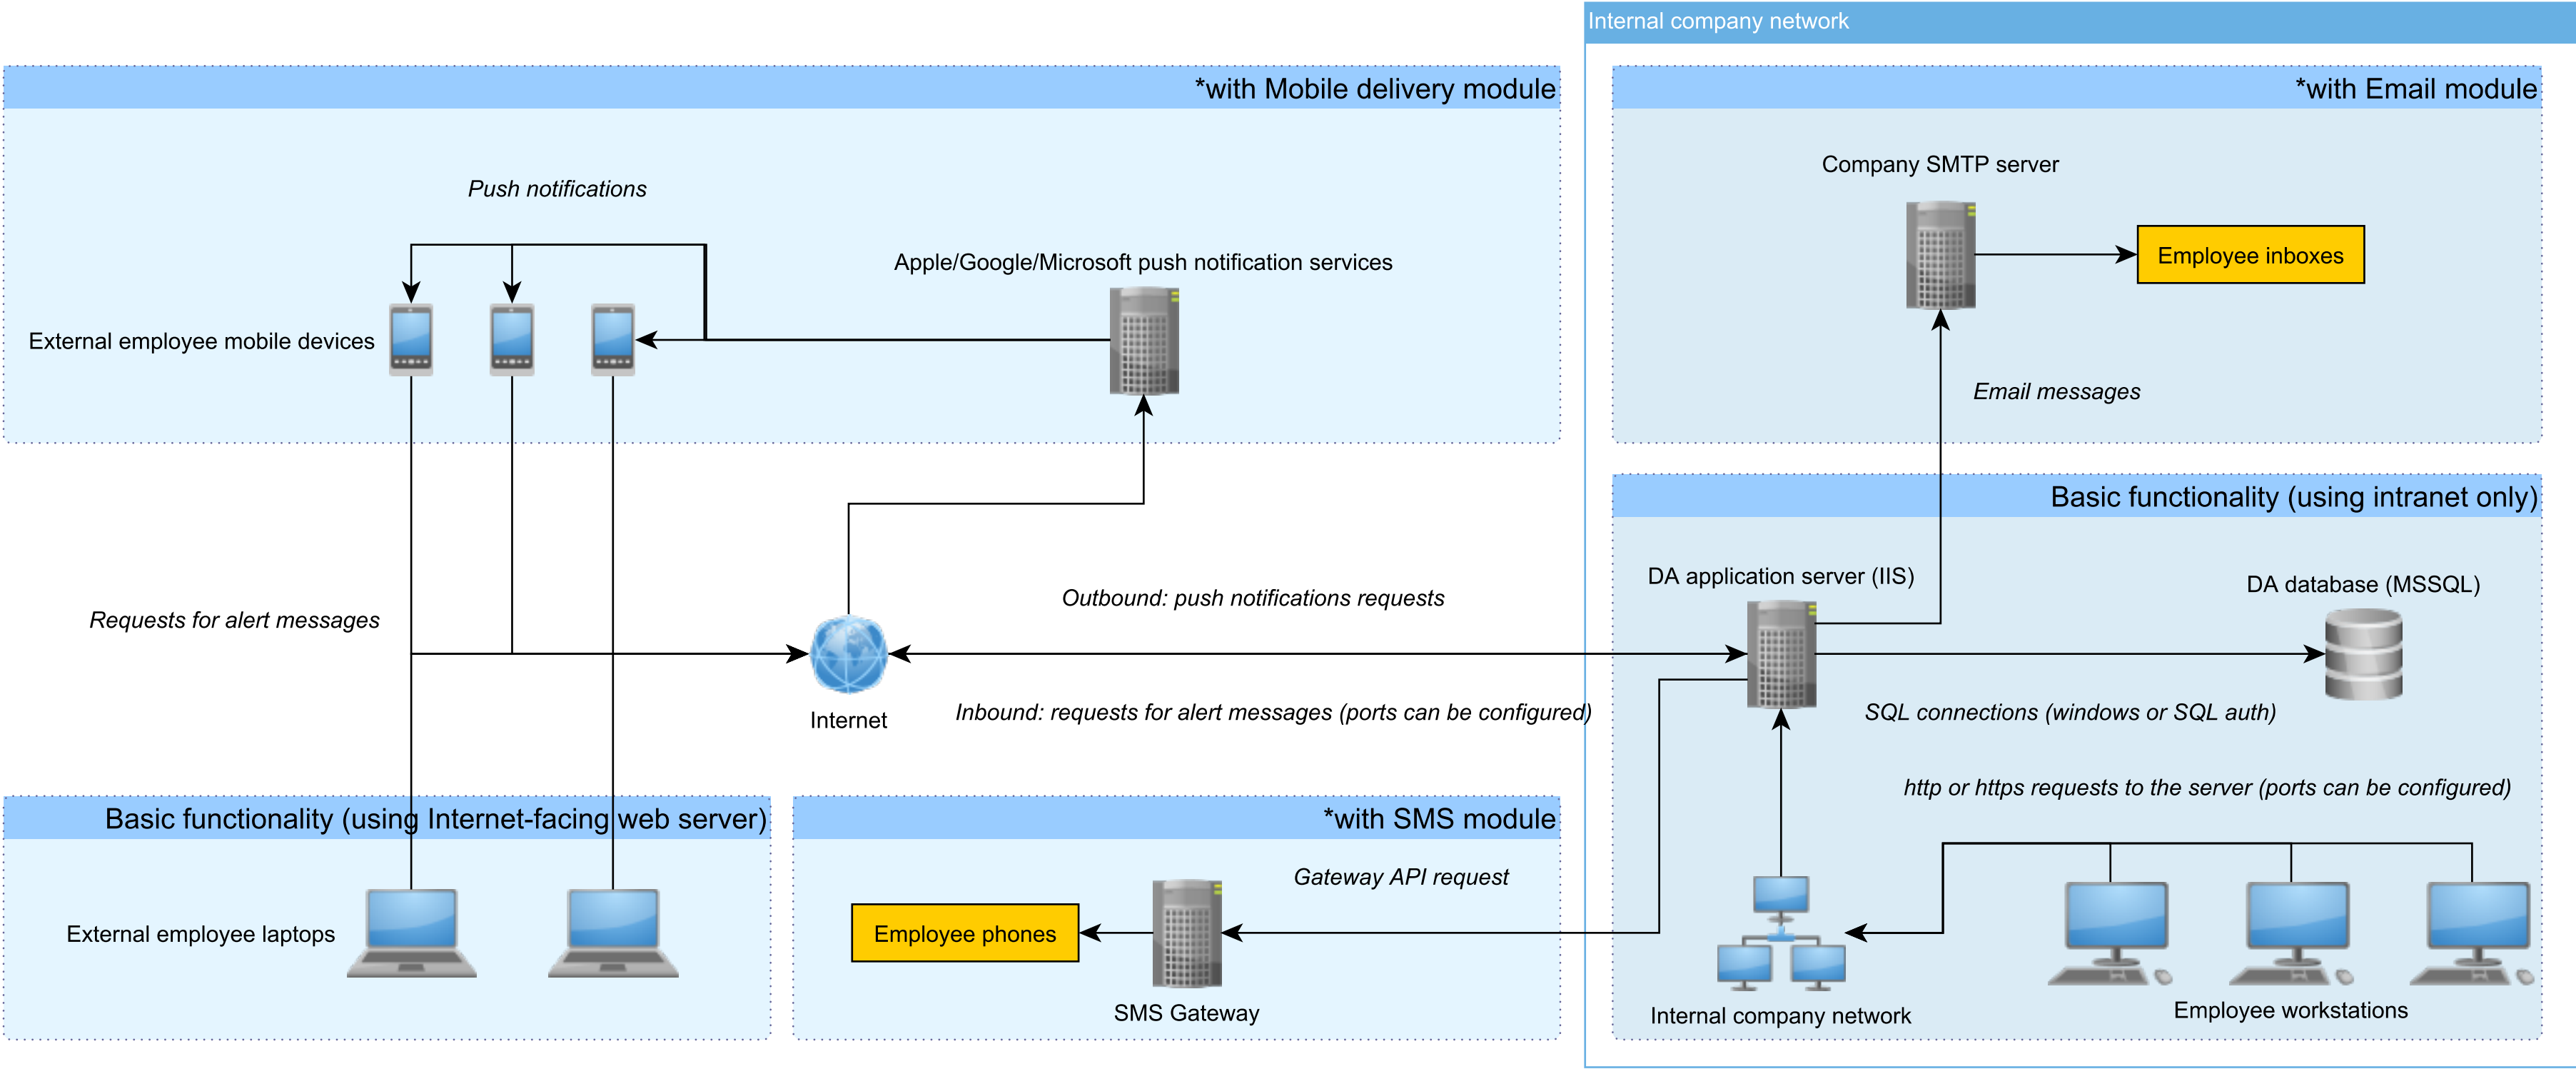 Internal company network
*with Mobile delivery module
*with Email module
Company SMTP server
Push notifications
Employee inboxes
Apple/Google/Microsoft push notification services
External employee mobile devices
Email messages
Basic functionality (using intranet only)
DA application server (IIS)
DA database (MSSQL)
Outbound: push notifications requests
Requests for alert messages
Internet
Inbound: requests for alert messages (ports can be configured)
SQL connections (windows or SQL auth)
http or https requests to the server (ports can be configured)
Basic functionality (using Internet-facing web server)
*with SMS module
Gateway API request
External employee laptops
Employee phones
SMS Gateway
Internal company network
Employee workstations